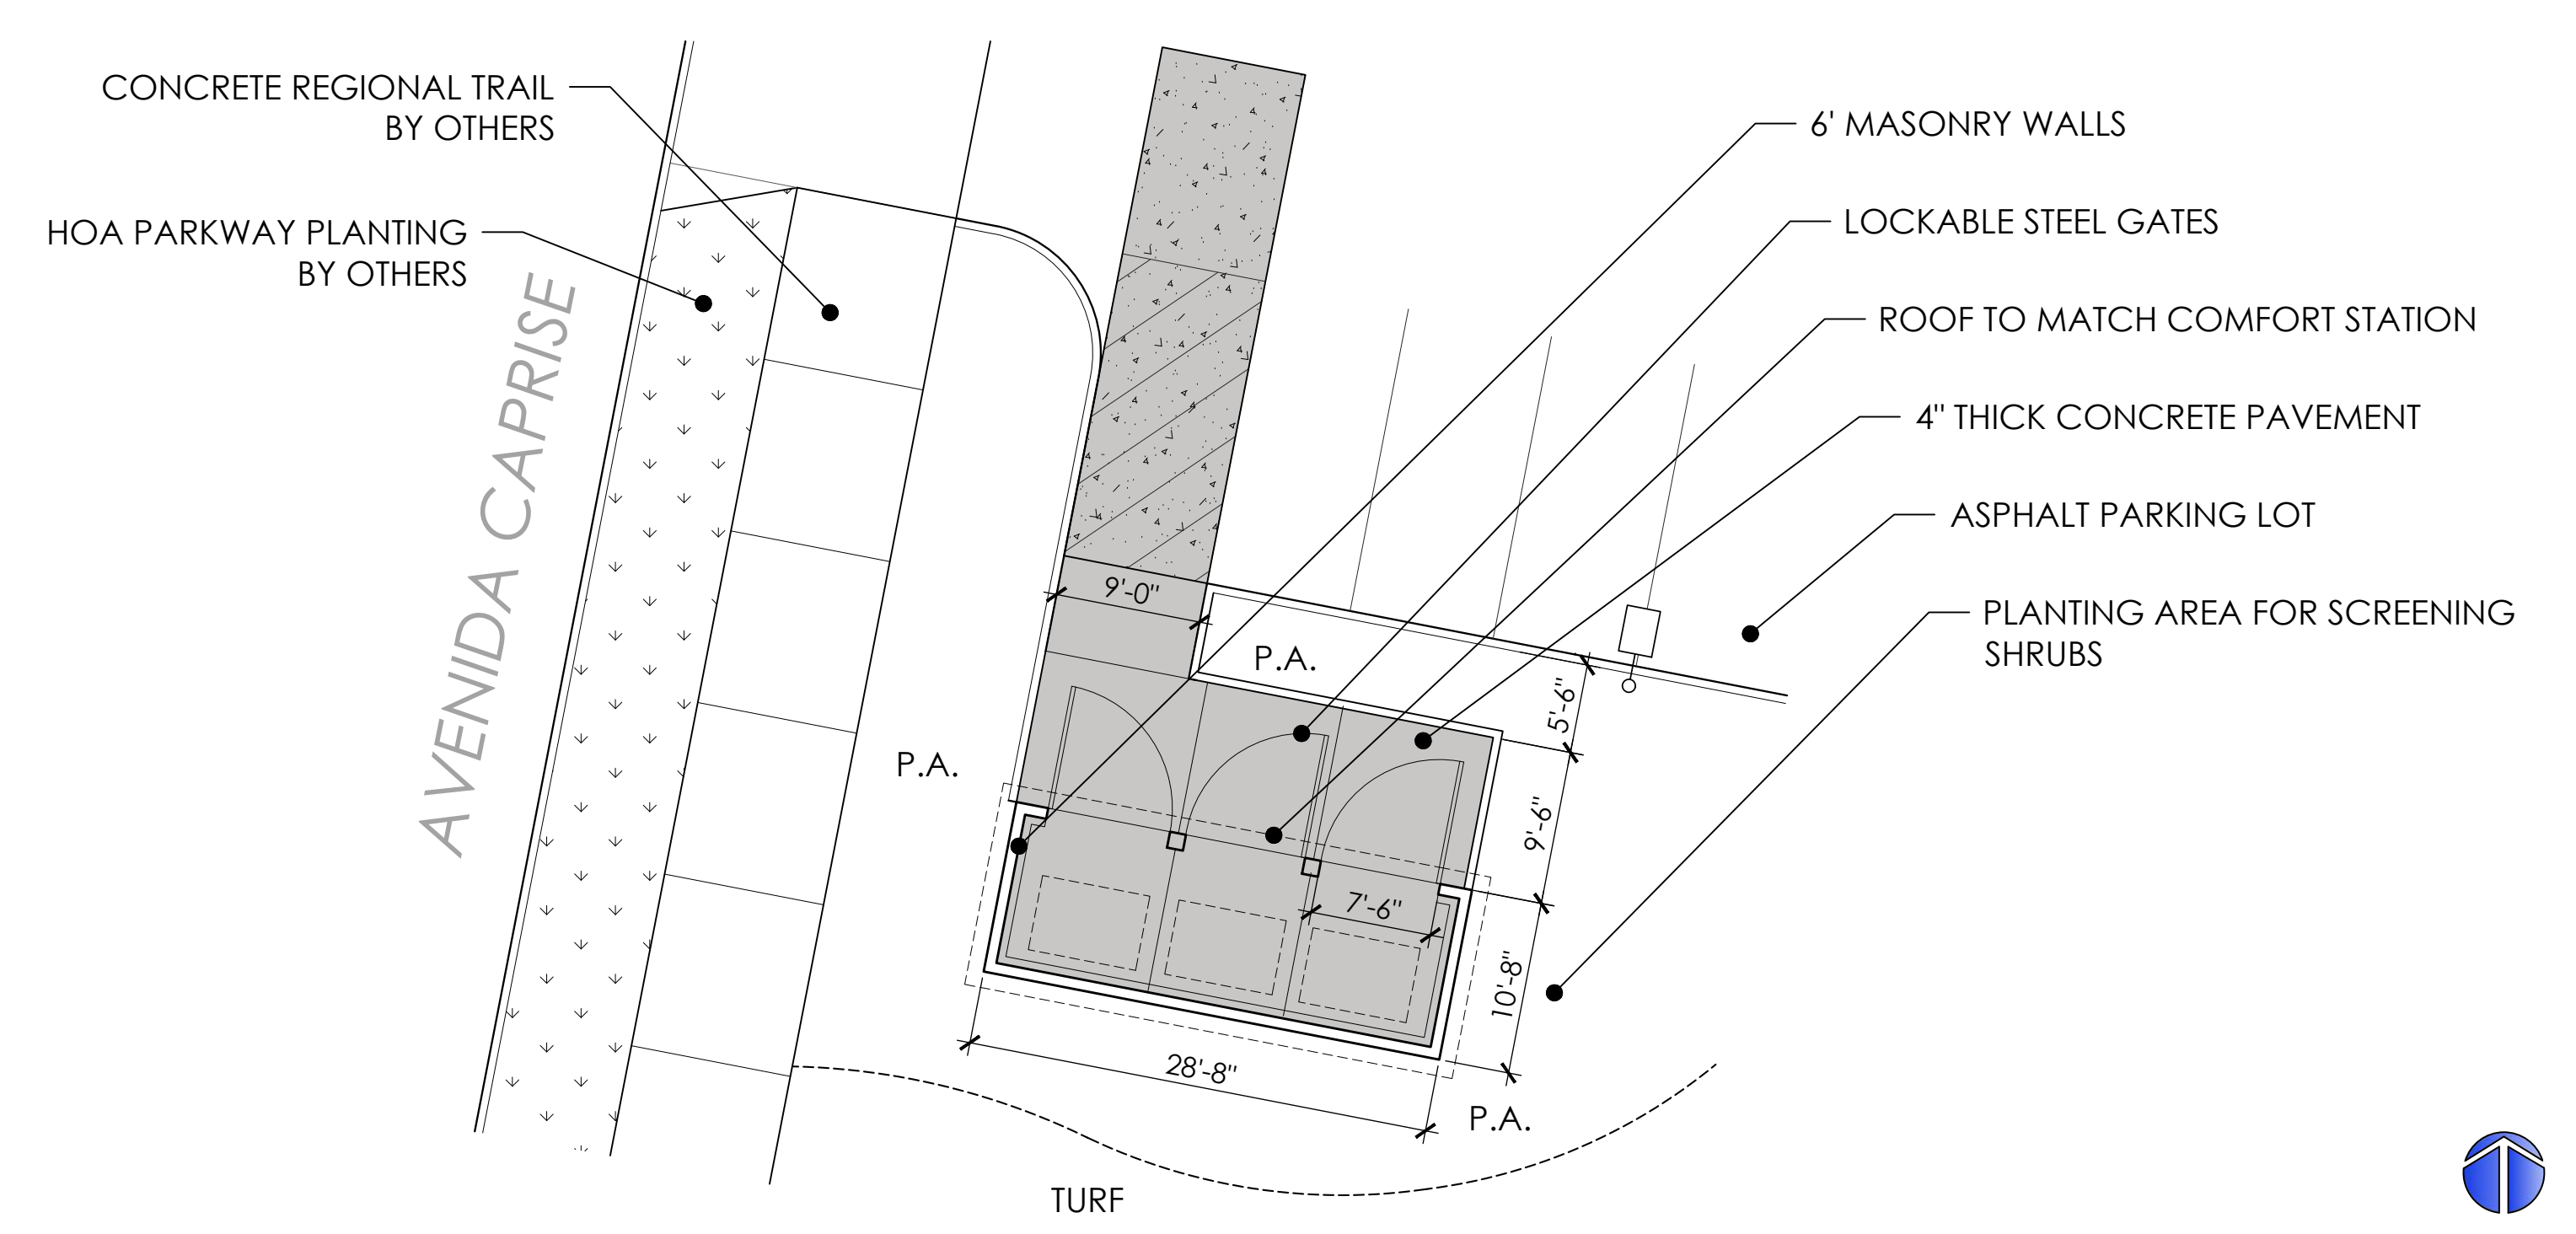 CONCRETE REGIONAL TRAIL
BY OTHERS
HOA PARKWAY PLANTING
BY OTHERS
AVENIDA CAPRISE
6' MASONRY WALLS
LOCKABLE STEEL GATES
ROOF TO MATCH COMFORT STATION
4" THICK CONCRETE PAVEMENT
ASPHALT PARKING LOT
PLANTING AREA FOR SCREENING
SHRUBS
9'-0"
P.A.
5'-6"
P.A.
9'-6"
7'-6"
10'-8"
28'-8"
P.A.
TURF